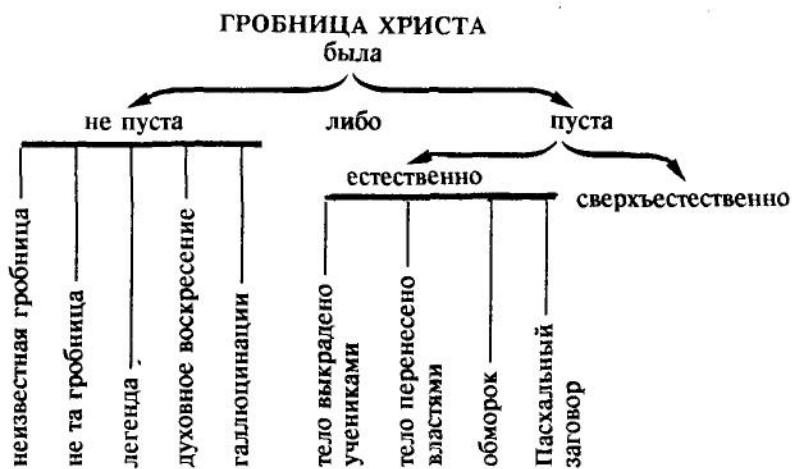 ГРОБНИЦА ХРИСТА
была
не пуста
либо
пуста
естественно
сверхъестественно
неизвестная гробница
не та гробница
легенда
духовное воскресение
галлюцинации
тело выкрадено
учениками
тело перенесено
властями
обморок
Пасхальный
заговор